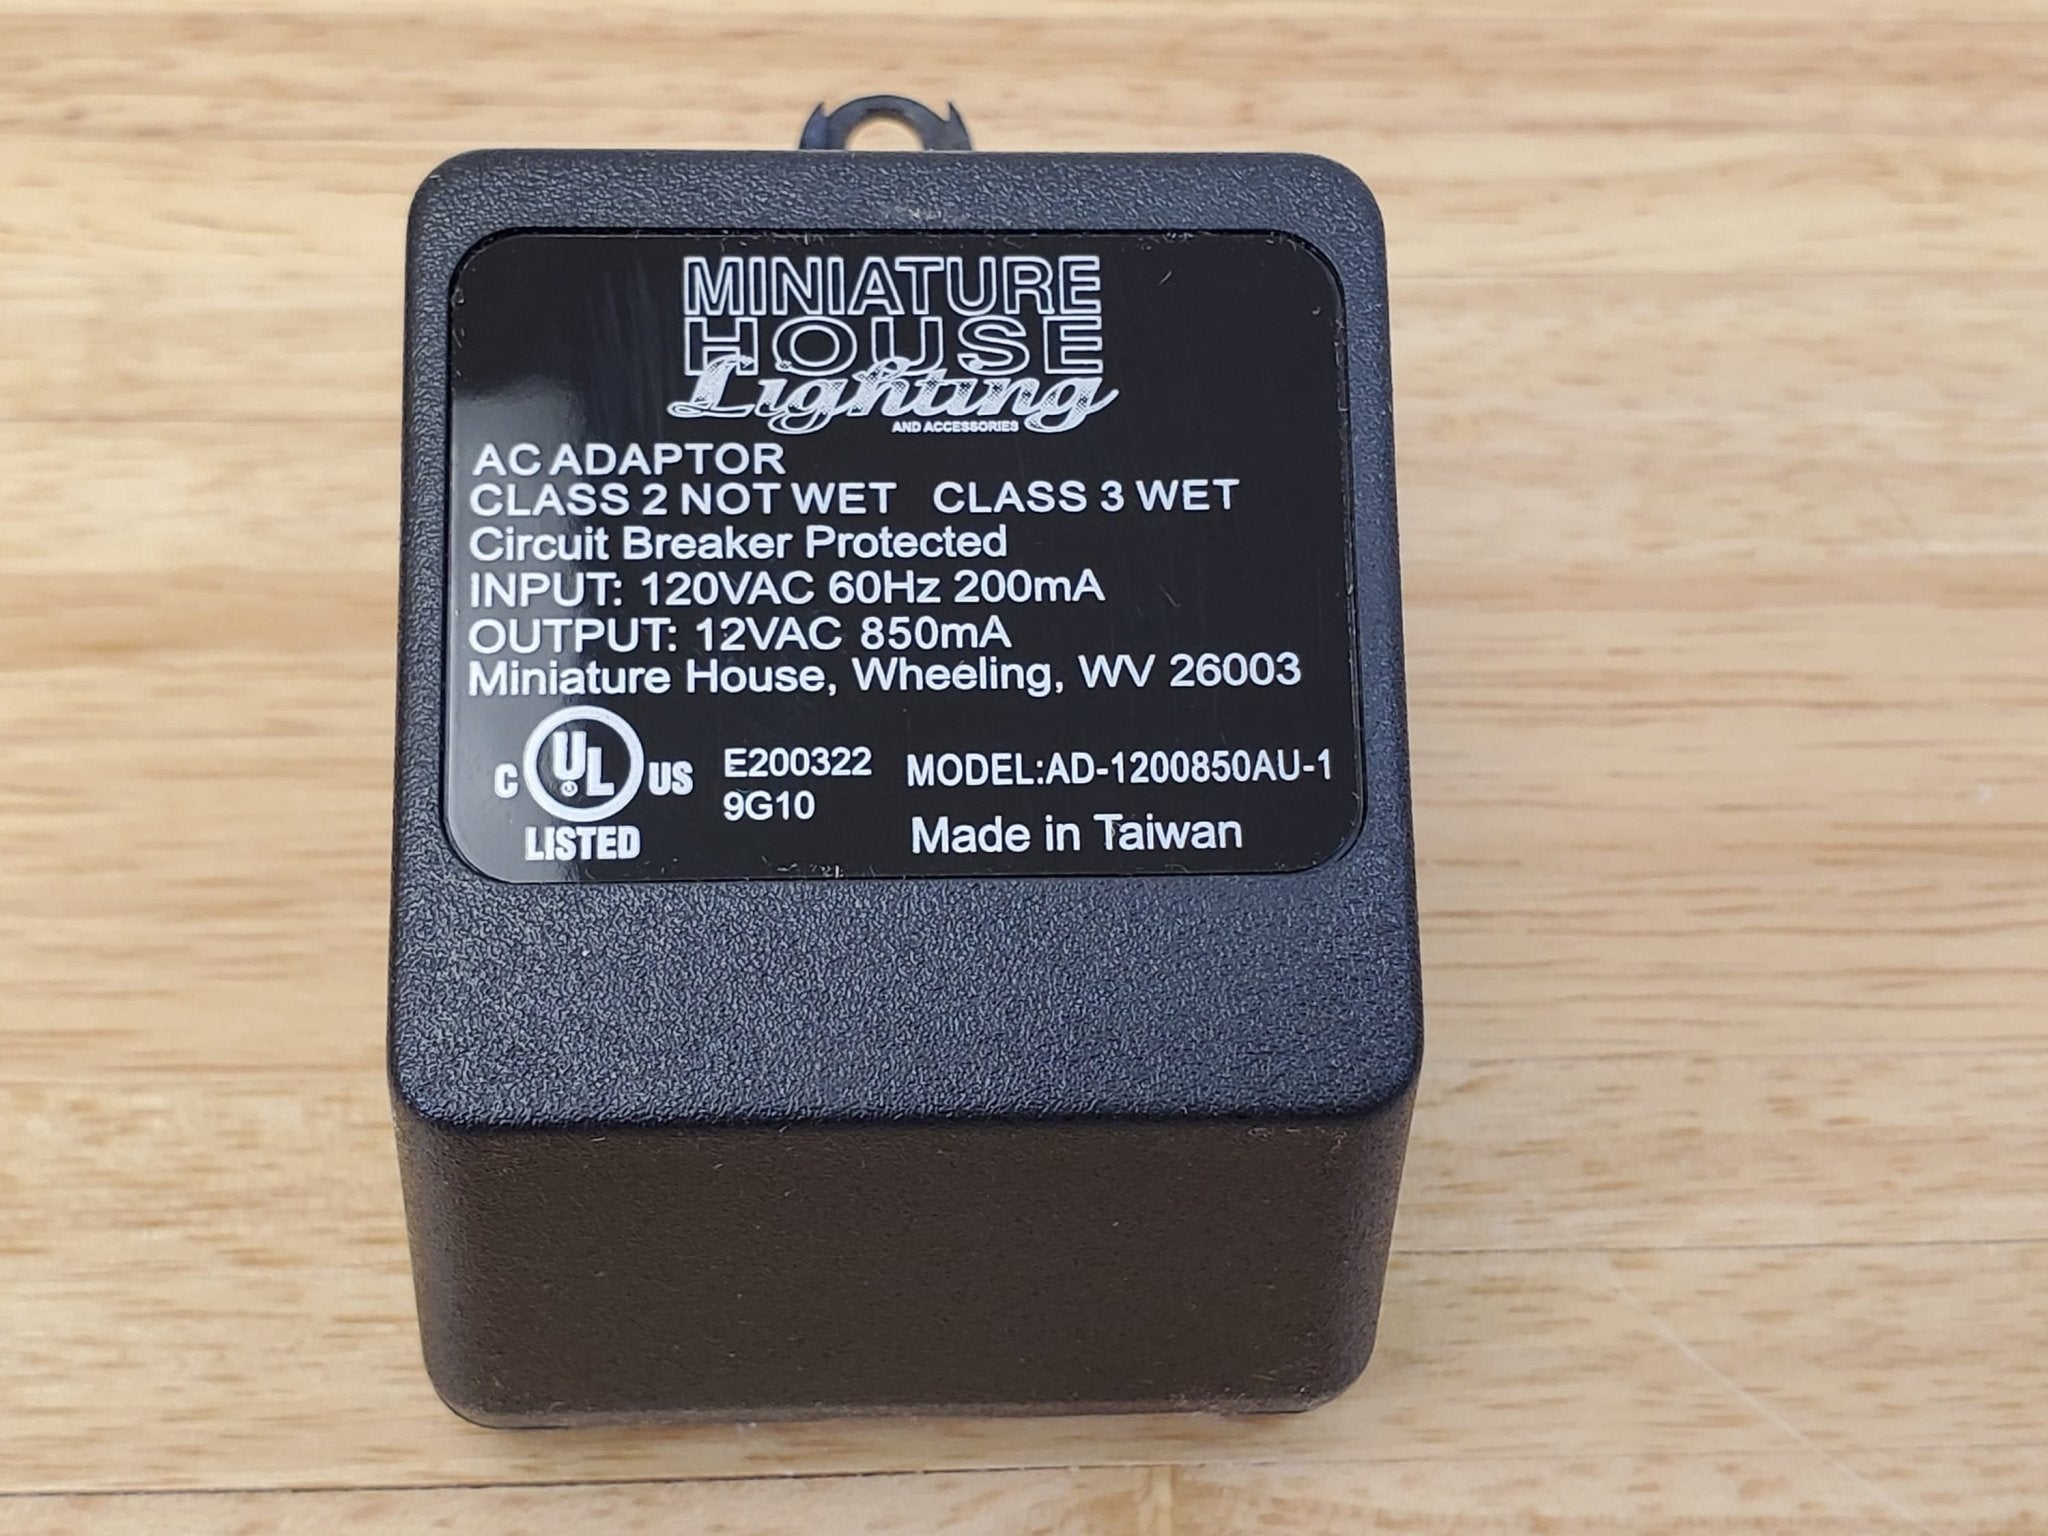 MINIATURE
HOUSE
Lighting
AND ACCESSORIES
AC ADAPTOR
CLASS 2 NOT WET CLASS 3 WET
Circuit Breaker Protected
INPUT: 120VAC 60Hz 200mA
OUTPUT: 12VAC 850mA
Miniature House, Wheeling, WV 26003
C UL US
LISTED
E200322
9G10
MODEL:AD-1200850AU-1
Made in Taiwan